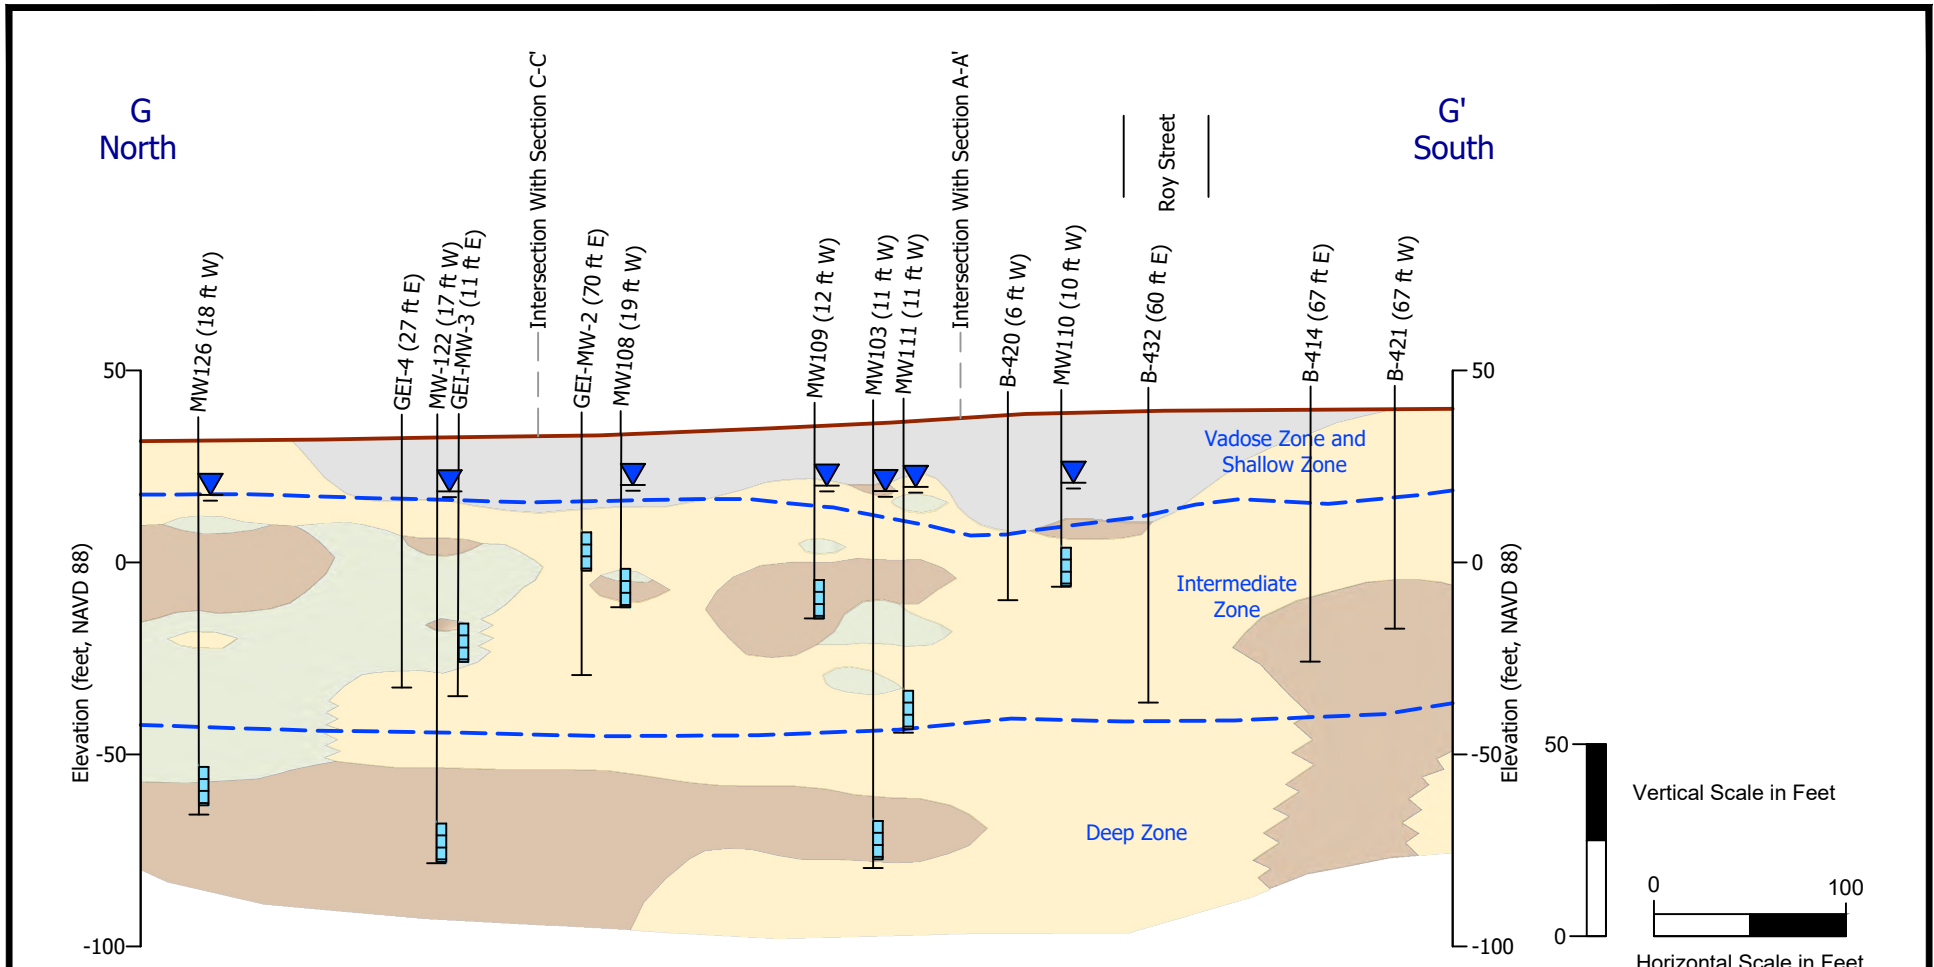 G
North
G'
South
Intersection With Section C-C'
Intersection With Section A-A'
Roy Street
MW126 (18 ft W)
GEI-4 (27 ft E)
MW-122 (17 ft W)
GEI-MW-3 (11 ft E)
GEI-MW-2 (70 ft E)
MW108 (19 ft W)
MW109 (12 ft W)
MW103 (11 ft W)
MW111 (11 ft W)
B-420 (6 ft W)
MW110 (10 ft W)
B-432 (60 ft E)
B-414 (67 ft E)
B-421 (67 ft W)
50
0
-50
-100
Elevation (feet, NAVD 88)
50
0
-50
-100
Elevation (feet, NAVD 88)
Vadose Zone and
Shallow Zone
Intermediate
Zone
Deep Zone
50
0
Vertical Scale in Feet
0
100
Horizontal Scale in Feet